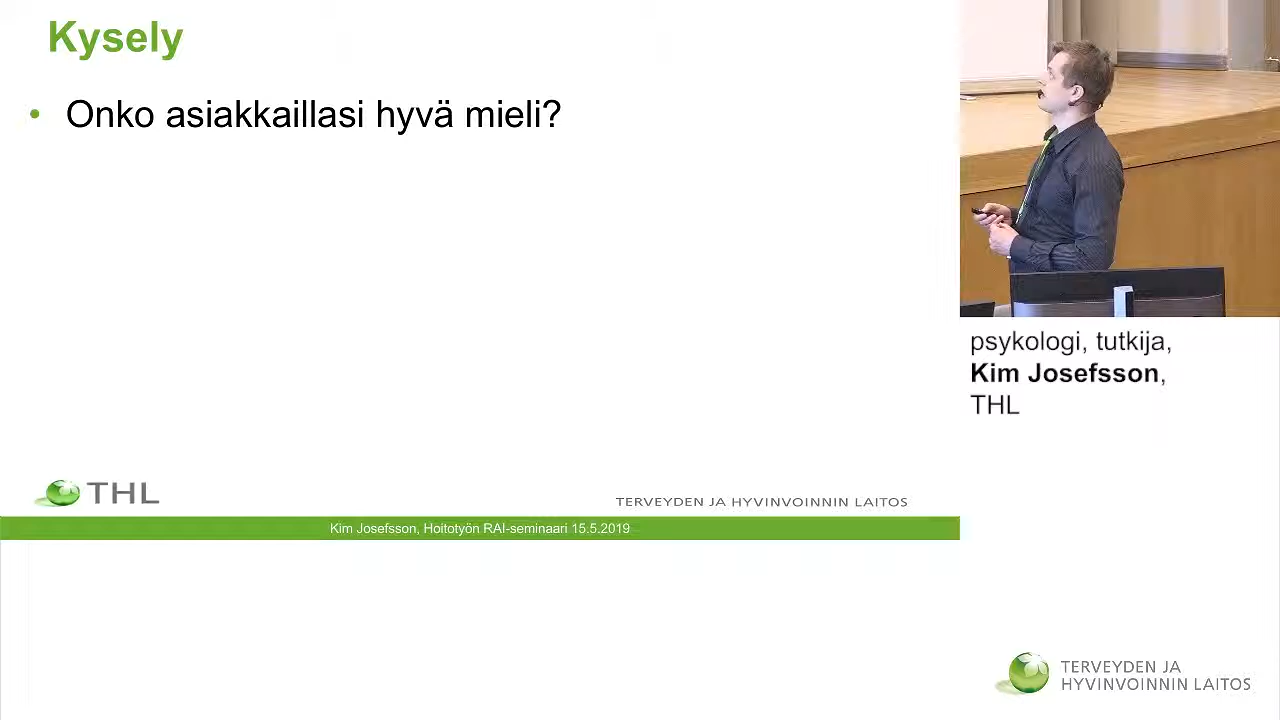 Kysely
• Onko asiakkaillasi hyvä mieli?
THL
TERVEYDEN JA HYVINVOINNIN LAITOS
Kim Josefsson, Hoitotyön RAI-seminaari 15.5.2019
psykologi, tutkija,
Kim Josefsson,
THL
TERVEYDEN JA
HYVINVOINNIN LAITOS